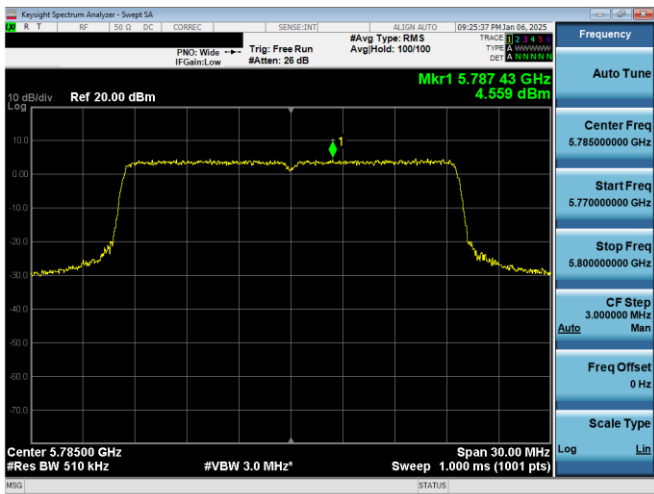 Keysight Spectrum Analyzer - Swept SA
R T RF 50 Ω DC CORREC SENSE:INT ALIGN AUTO 09:25:37 PM Jan 06, 2025
PNO: Wide
IFGain:Low
Trig: Free Run
#Atten: 26 dB
#Avg Type: RMS
Avg|Hold: 100/100
TRACE 1 2 3 4 5 6
TYPE A WWWWW
DET A N N N N N
Mkr1 5.787 43 GHz
4.559 dBm
10 dB/div Ref 20.00 dBm
Log
10.0
1
0.00
-10.0
-20.0
-30.0
-40.0
-50.0
-60.0
-70.0
Center 5.78500 GHz Span 30.00 MHz
#Res BW 510 kHz #VBW 3.0 MHz* Sweep 1.000 ms (1001 pts)
MSG STATUS
Frequency
Auto Tune
Center Freq
5.785000000 GHz
Start Freq
5.770000000 GHz
Stop Freq
5.800000000 GHz
CF Step
3.000000 MHz
Auto Man
Freq Offset
0 Hz
Scale Type
Log Lin